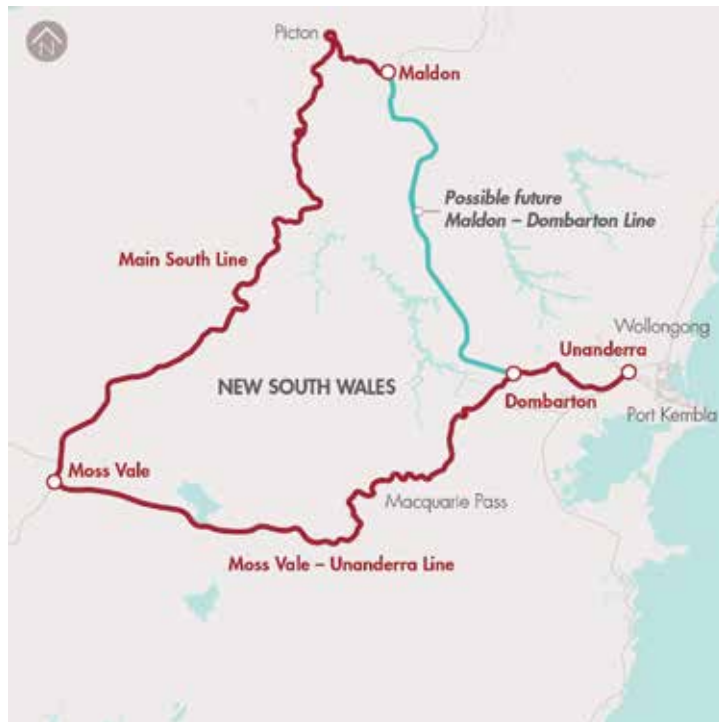 N
Picton
Maldon
Possible future
Maldon – Dombarton Line
Main South Line
Wollongong
Unanderra
NEW SOUTH WALES
Dombarton
Port Kembla
Moss Vale
Macquarie Pass
Moss Vale – Unanderra Line